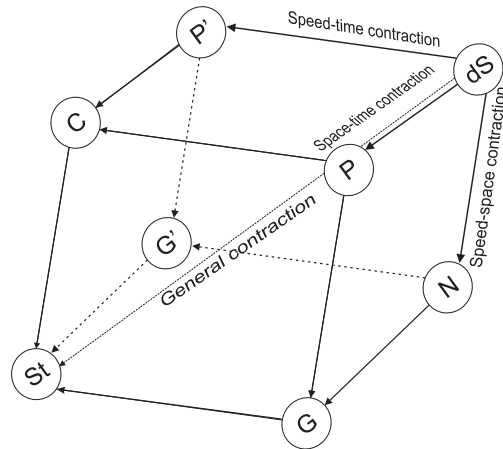 Speed-time contraction
P'
dS
Space-time contraction
C
P
Speed-space contraction
G'
General contraction
N
St
G